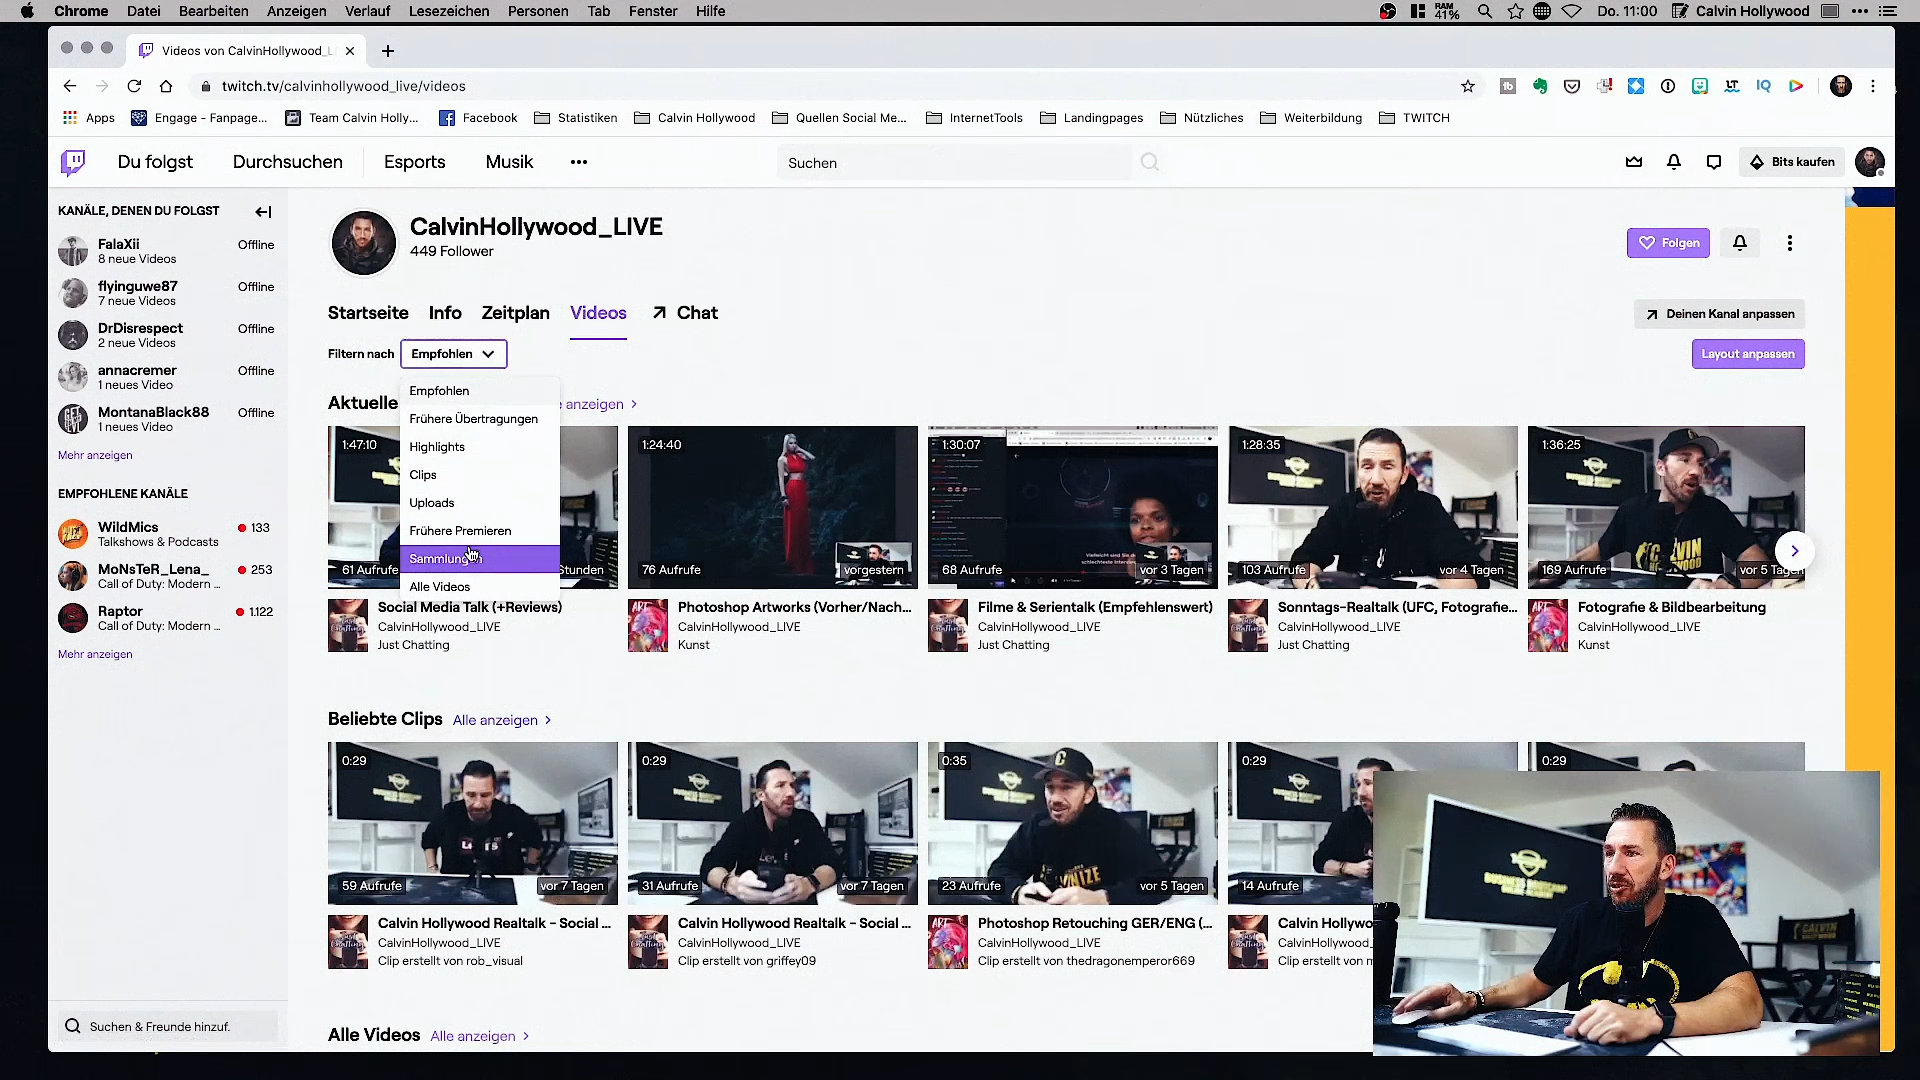 Chrome Datei Bearbeiten Anzeigen Verlauf Lesezeichen Personen Tab Fenster Hilfe
RAM 41% Do. 11:00 Calvin Hollywood
Videos von CalvinHollywood_L
twitch.tv/calvinhollywood_live/videos
Apps Engage - Fanpage... Team Calvin Holly... Facebook Statistiken Calvin Hollywood Quellen Social Me... InternetTools Landingpages Nützliches Weiterbildung TWITCH
Du folgst Durchsuchen Esports Musik ••• Suchen Bits kaufen
KANÄLE, DENEN DU FOLGST
FalaXii Offline
8 neue Videos
flyinguwe87 Offline
7 neue Videos
DrDisrespect Offline
2 neue Videos
annacremer Offline
1 neues Video
MontanaBlack88 Offline
1 neues Video
Mehr anzeigen
EMPFOHLENE KANÄLE
WildMics 133
Talkshows & Podcasts
MoNsTeR_Lena_ 253
Call of Duty: Modern ...
Raptor 1.122
Call of Duty: Modern ...
Mehr anzeigen
Suchen & Freunde hinzuf.
CalvinHollywood_LIVE
449 Follower
Folgen
Startseite Info Zeitplan Videos Chat
Deinen Kanal anpassen
Filtern nach Empfohlen
Layout anpassen
Empfohlen
Frühere Übertragungen
Highlights
Clips
Uploads
Frühere Premieren
Alle Videos
Aktuelle anzeigen
1:47:10 1:24:40 1:30:07 1:28:35 1:36:25
61 Aufrufe Stunden 76 Aufrufe vorgestern 68 Aufrufe vor 3 Tagen 103 Aufrufe vor 4 Tagen 169 Aufrufe vor 5 Tagen
Social Media Talk (+Reviews) Photoshop Artworks (Vorher/Nach... Filme & Serientalk (Empfehlenswert) Sonntags-Realtalk (UFC, Fotografie... Fotografie & Bildbearbeitung
CalvinHollywood_LIVE CalvinHollywood_LIVE CalvinHollywood_LIVE CalvinHollywood_LIVE CalvinHollywood_LIVE
Just Chatting Kunst Just Chatting Just Chatting Kunst
Beliebte Clips Alle anzeigen
0:29 0:29 0:35 0:29 0:29
59 Aufrufe vor 7 Tagen 31 Aufrufe vor 7 Tagen 23 Aufrufe vor 5 Tagen 14 Aufrufe
Calvin Hollywood Realtalk - Social ... Calvin Hollywood Realtalk - Social ... Photoshop Retouching GER/ENG (... Calvin Hollywo
CalvinHollywood_LIVE CalvinHollywood_LIVE CalvinHollywood_LIVE CalvinHollywood_
Clip erstellt von rob_visual Clip erstellt von griffey09 Clip erstellt von thedragonemperor669 Clip erstellt von
Alle Videos Alle anzeigen